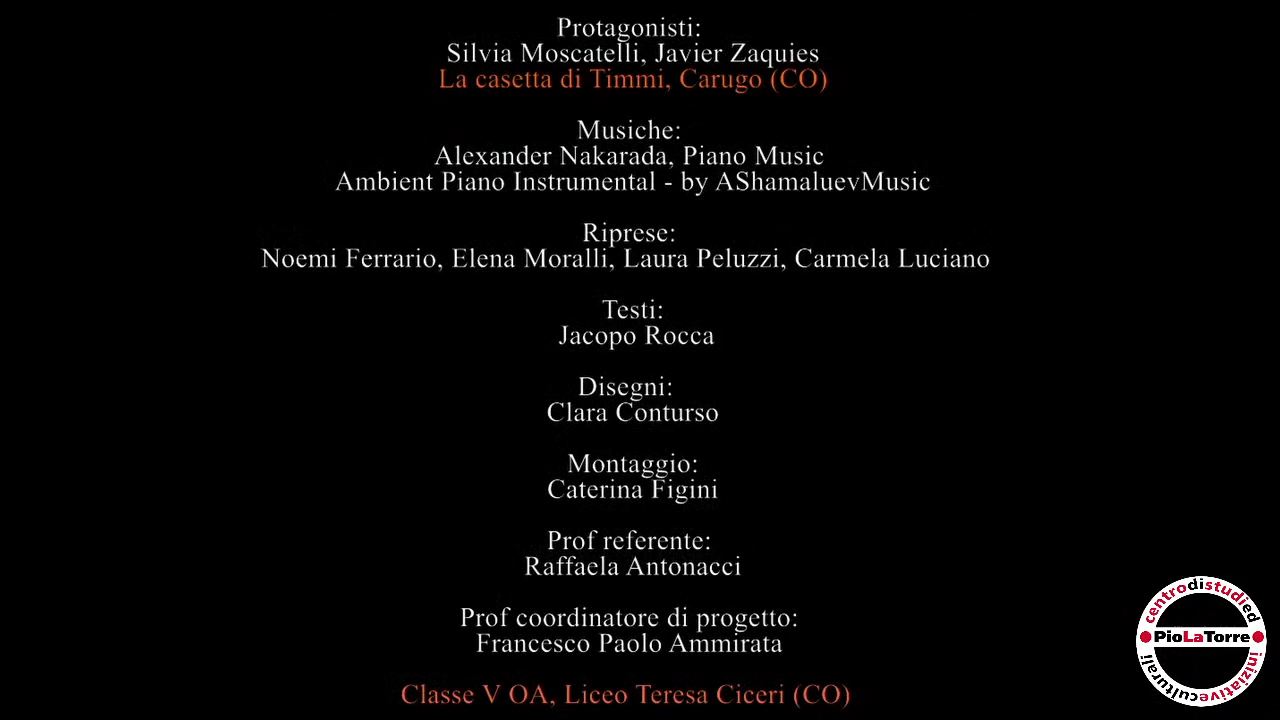 Protagonisti:
Silvia Moscatelli, Javier Zaquies
La casetta di Timmi, Carugo (CO)
Musiche:
Alexander Nakarada, Piano Music
Ambient Piano Instrumental - by AShamaluevMusic
Riprese:
Noemi Ferrario, Elena Moralli, Laura Peluzzi, Carmela Luciano
Testi:
Jacopo Rocca
Disegni:
Clara Conturso
Montaggio:
Caterina Figini
Prof referente:
Raffaela Antonacci
Prof coordinatore di progetto:
Francesco Paolo Ammirata
Classe V OA, Liceo Teresa Ciceri (CO)
centrodistudied
PioLaTorre
iniziativeculturali